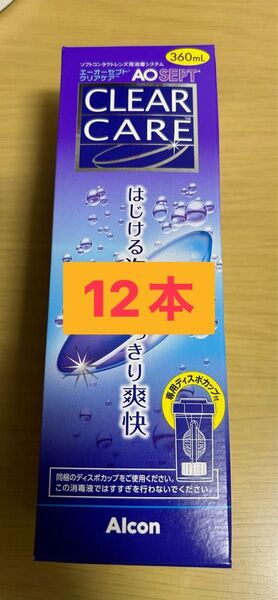 360mL
ソフトコンタクトレンズ用消毒システム
エーオーセプト
クリアケア
AOSEPT
CLEAR
CARE
はじける
っきり爽快
12本
専用ディスポカップ付
同梱のディスポカップをご使用ください。
この消毒液ではすすぎを行わないでください。
Alcon